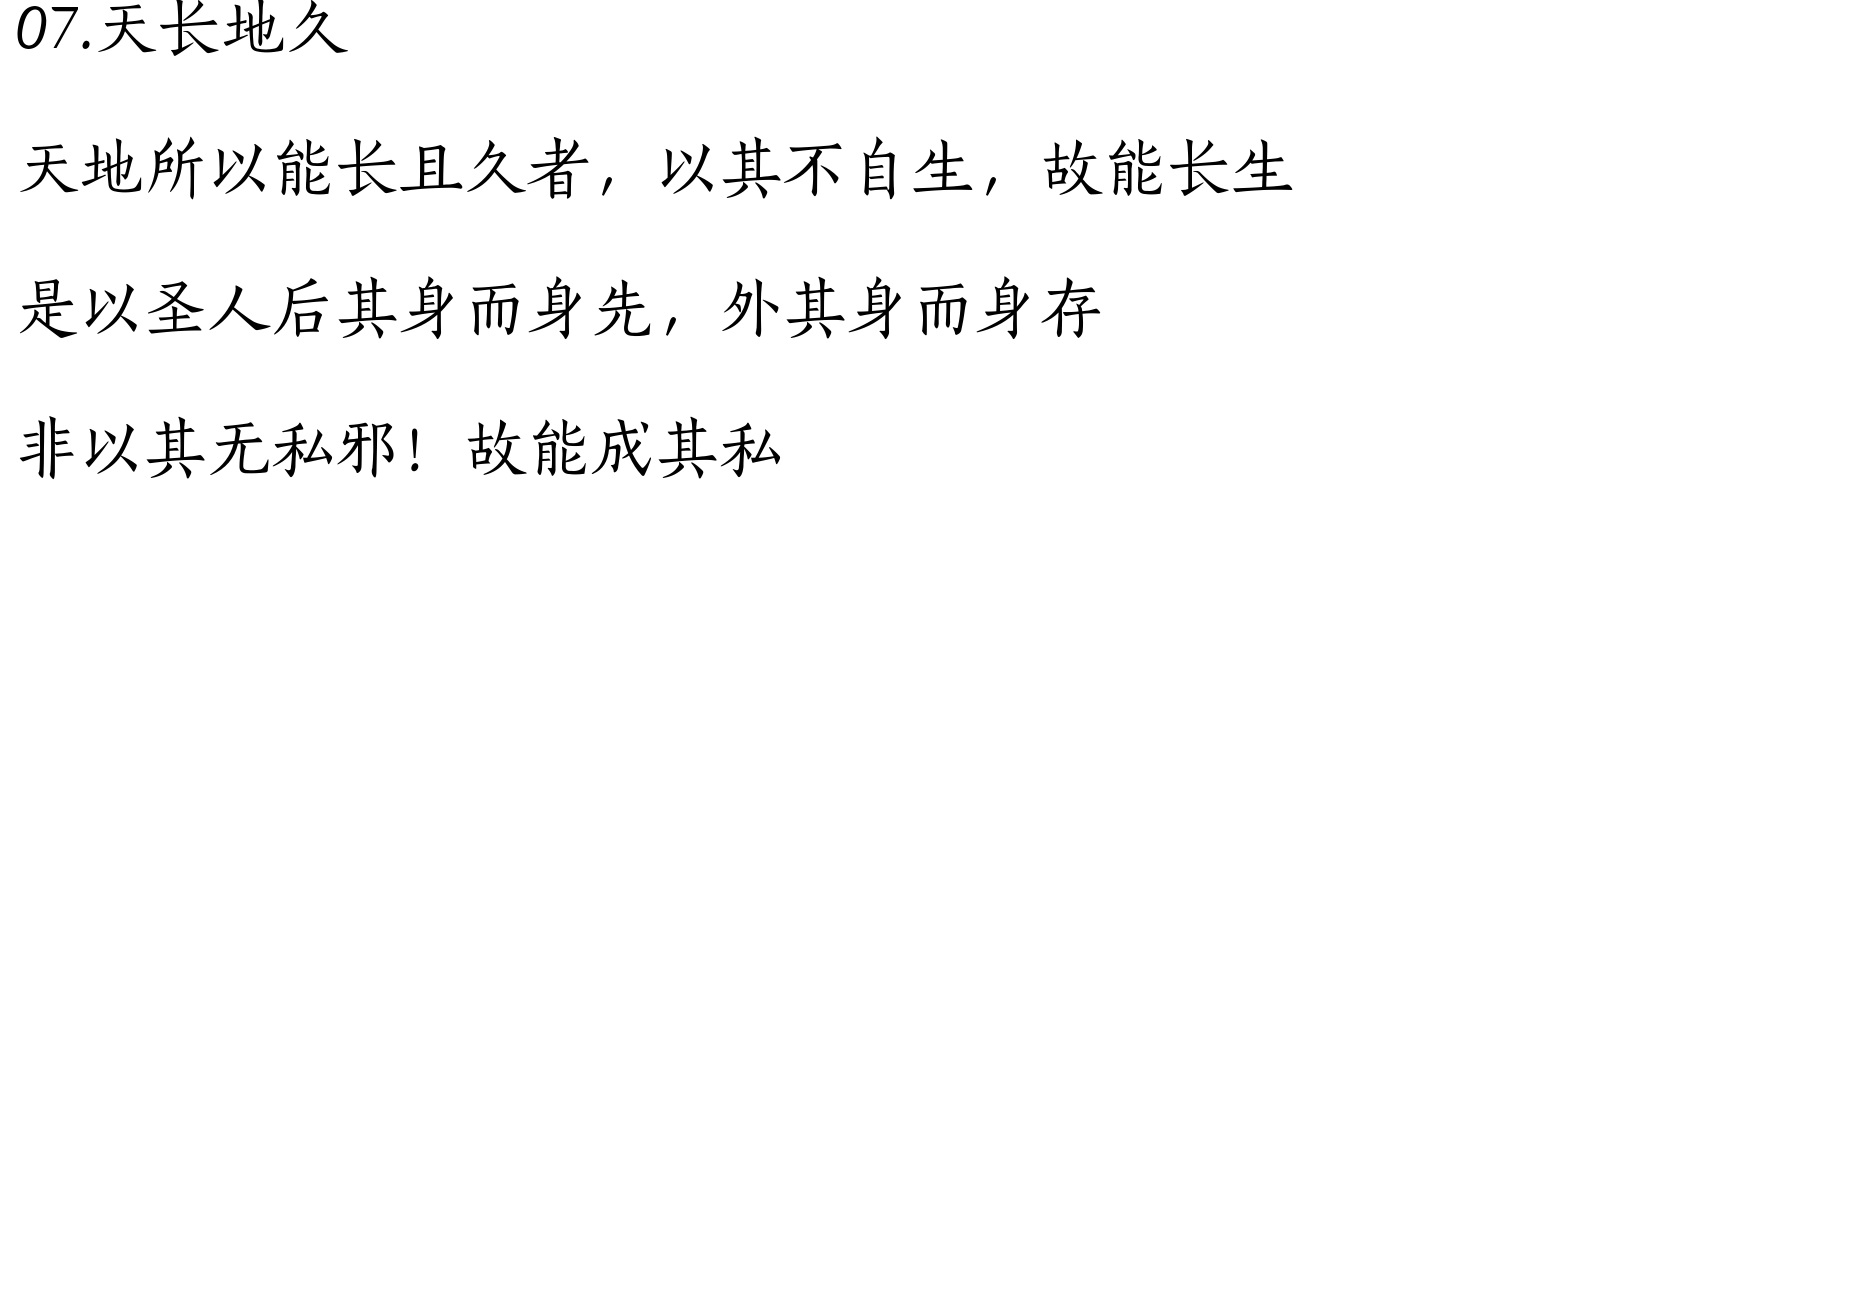 07.天长地久
天地所以能长且久者，以其不自生，故能长生
是以圣人后其身而身先，外其身而身存
非以其无私邪！故能成其私